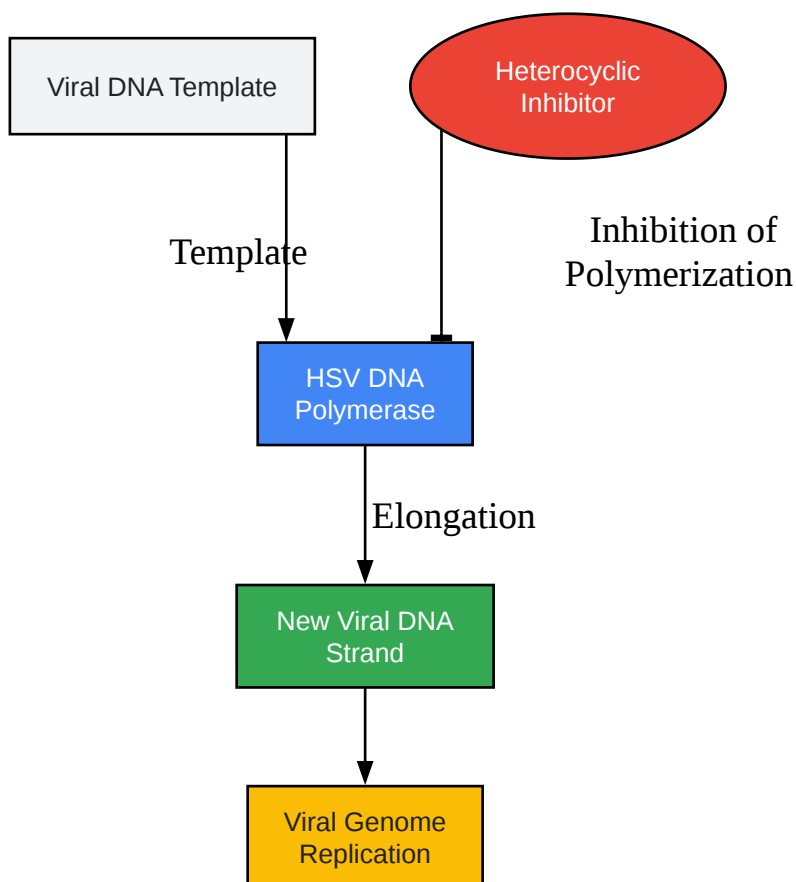 Viral DNA Template
Heterocyclic
Inhibitor
Template
Inhibition of
Polymerization
HSV DNA
Polymerase
Elongation
New Viral DNA
Strand
Viral Genome
Replication